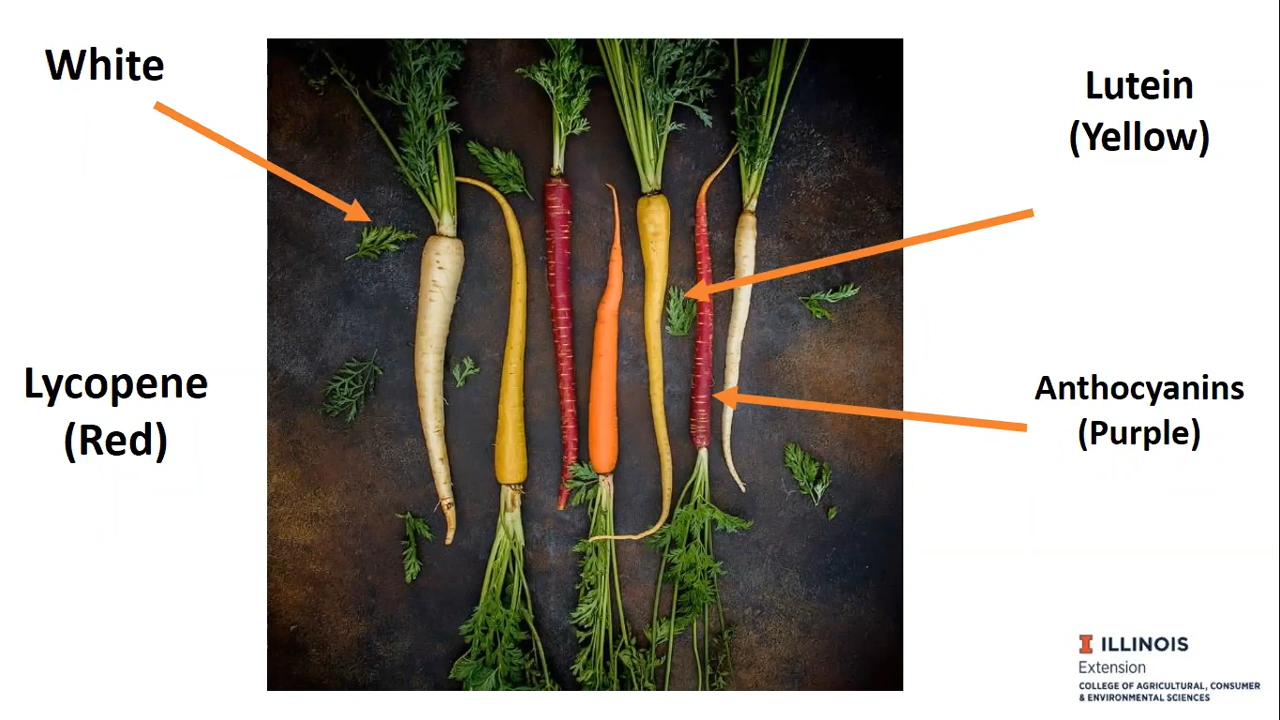 White
Lutein
(Yellow)
Lycopene
(Red)
Anthocyanins
(Purple)
I ILLINOIS
Extension
COLLEGE OF AGRICULTURAL, CONSUMER
& ENVIRONMENTAL SCIENCES